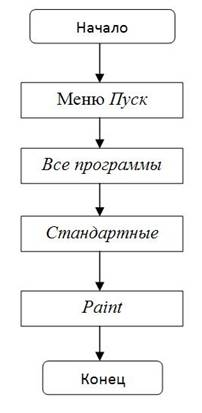 Начало
Меню Пуск
Все программы
Стандартные
Paint
Конец